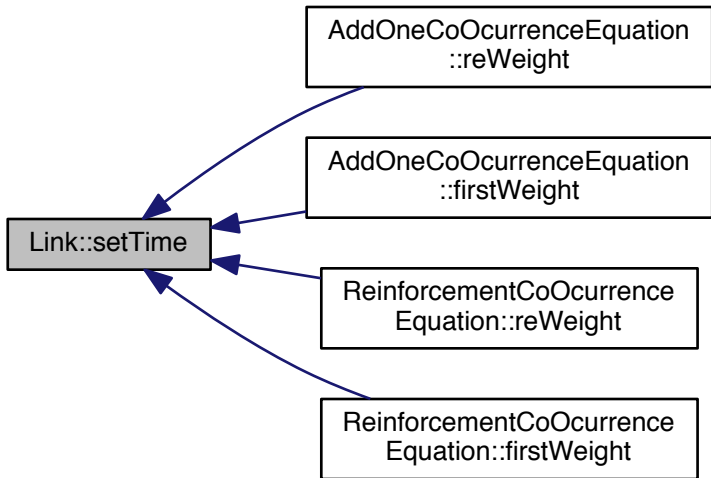 AddOneCoOcurrenceEquation
::reWeight
AddOneCoOcurrenceEquation
::firstWeight
Link::setTime
ReinforcementCoOcurrence
Equation::reWeight
ReinforcementCoOcurrence
Equation::firstWeight